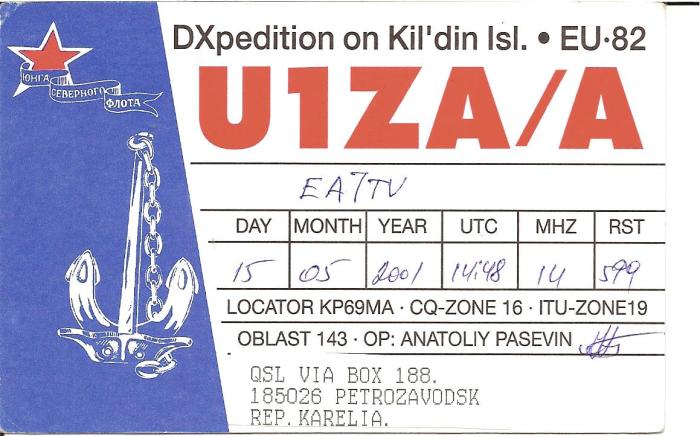 ЮНГА
СЕВЕРНОГО
ФЛОТА
DXpedition on Kil'din Isl. • EU·82
U1ZA/A
EA7TV
DAY MONTH YEAR UTC MHZ RST
15 05 2001 14:48 14 599
LOCATOR KP69MA · CQ-ZONE 16 · ITU-ZONE19
OBLAST 143 · OP: ANATOLIY PASEVIN
QSL VIA BOX 188.
185026 PETROZAVODSK
REP. KARELIA.